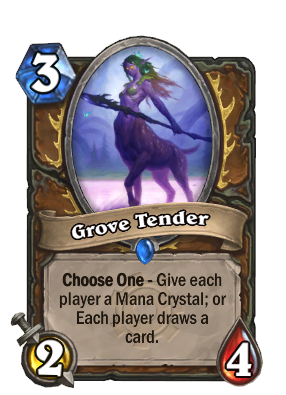 3
Grove Tender
Choose One - Give each
player a Mana Crystal; or
Each player draws a
card.
2
4